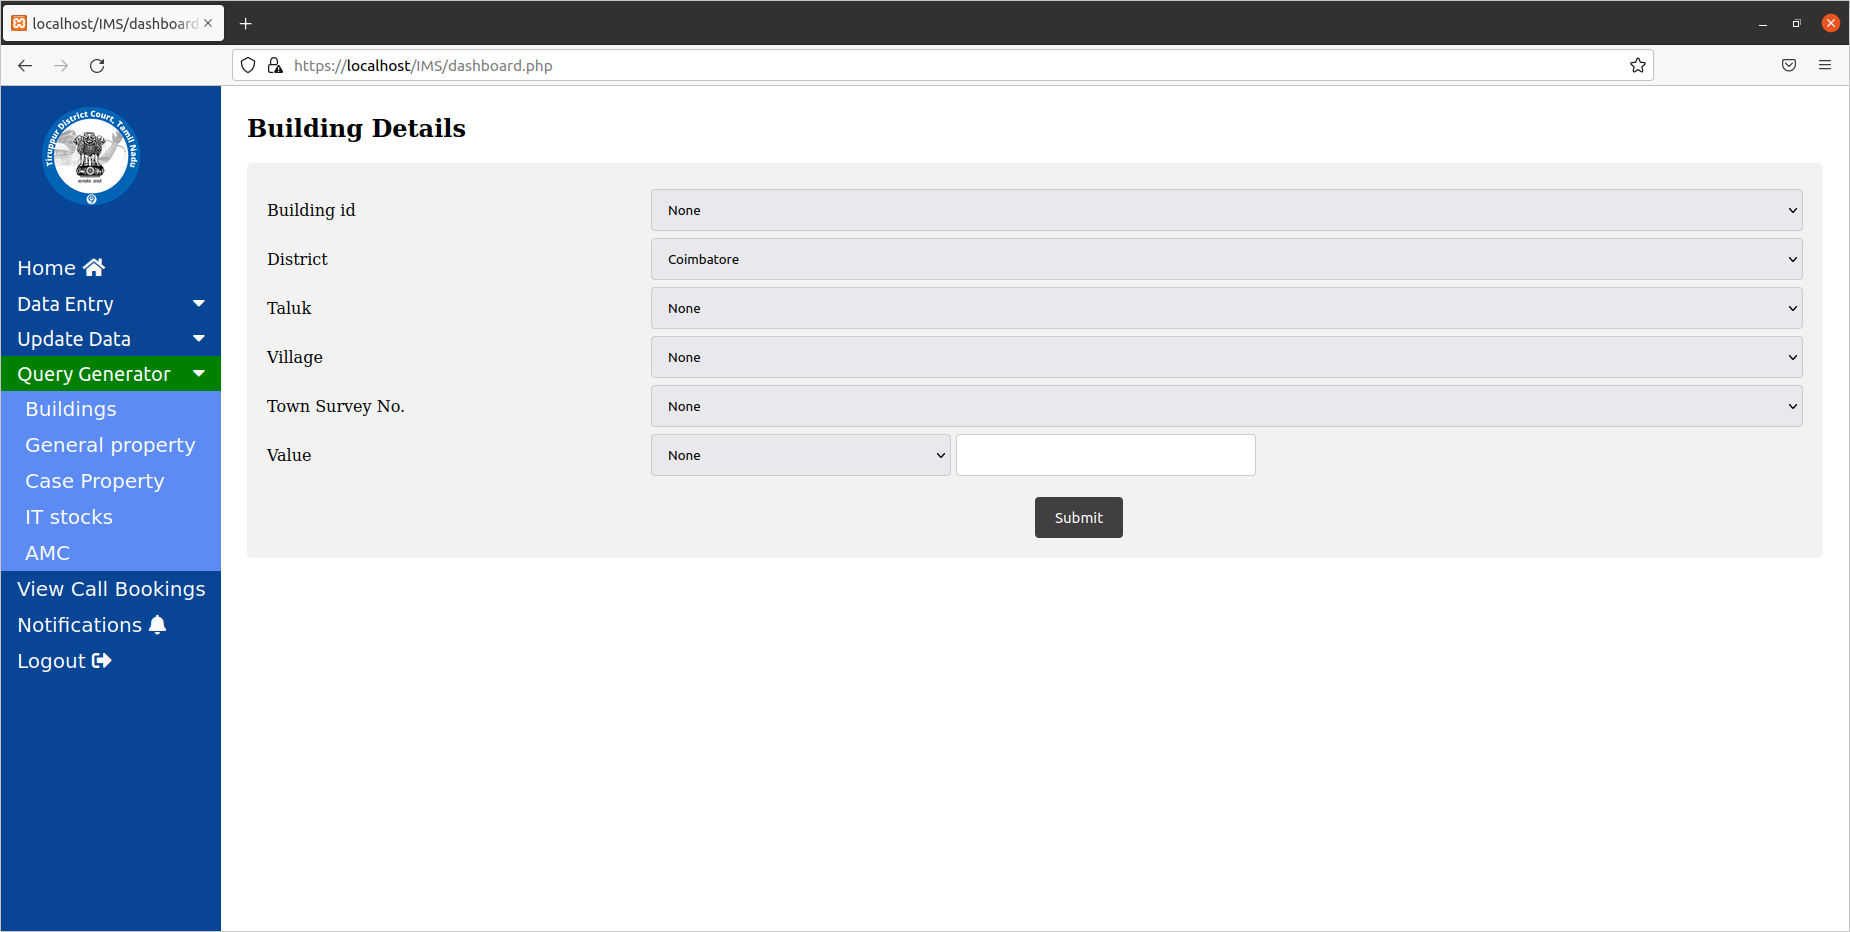 localhost/IMS/dashboard
https://localhost/IMS/dashboard.php
Tiruppur District Court, Tamil Nadu
Home
Data Entry
Update Data
Query Generator
Buildings
General property
Case Property
IT stocks
AMC
View Call Bookings
Notifications
Logout
Building Details
Building id None
District Coimbatore
Taluk None
Village None
Town Survey No. None
Value None
Submit